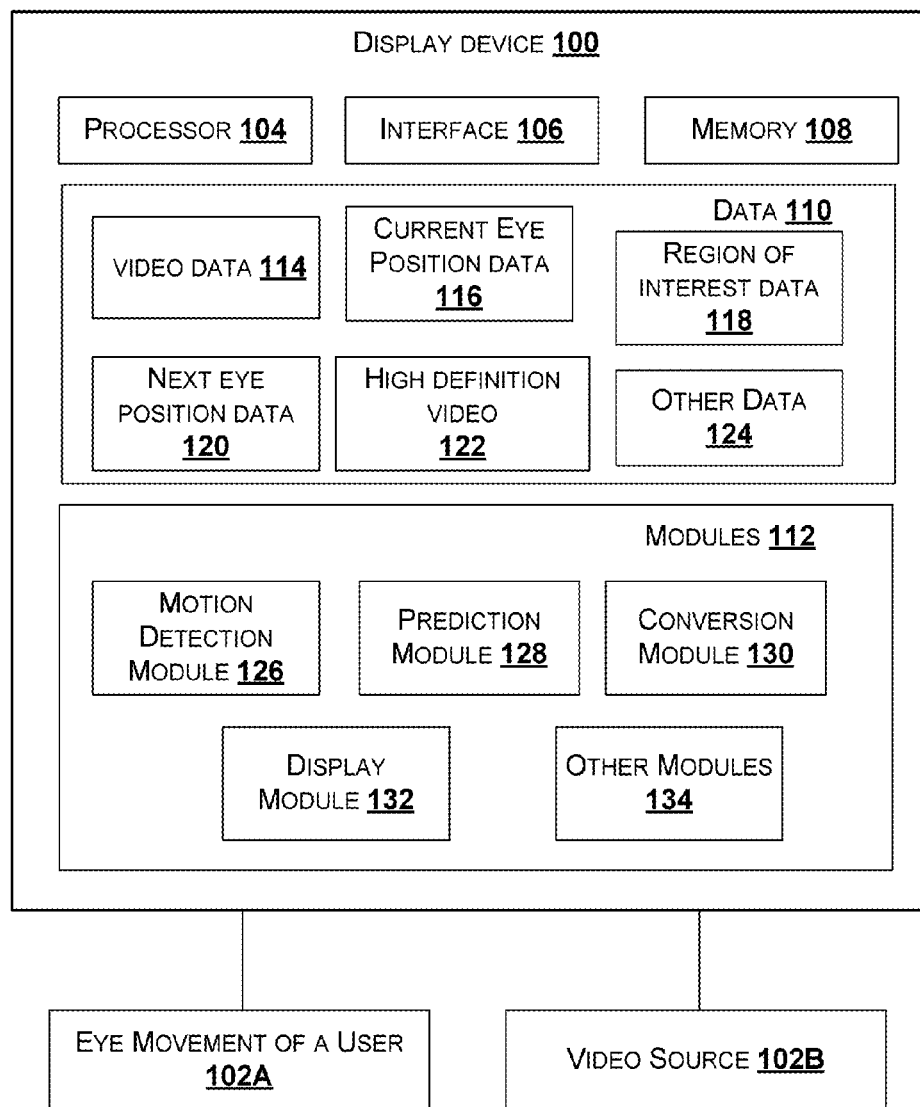 DISPLAY DEVICE 100
PROCESSOR 104
INTERFACE 106
MEMORY 108
DATA 110
VIDEO DATA 114
CURRENT EYE
POSITION DATA
116
REGION OF
INTEREST DATA
118
NEXT EYE
POSITION DATA
120
HIGH DEFINITION
VIDEO
122
OTHER DATA
124
MODULES 112
MOTION
DETECTION
MODULE 126
PREDICTION
MODULE 128
CONVERSION
MODULE 130
DISPLAY
MODULE 132
OTHER MODULES
134
EYE MOVEMENT OF A USER
102A
VIDEO SOURCE 102B